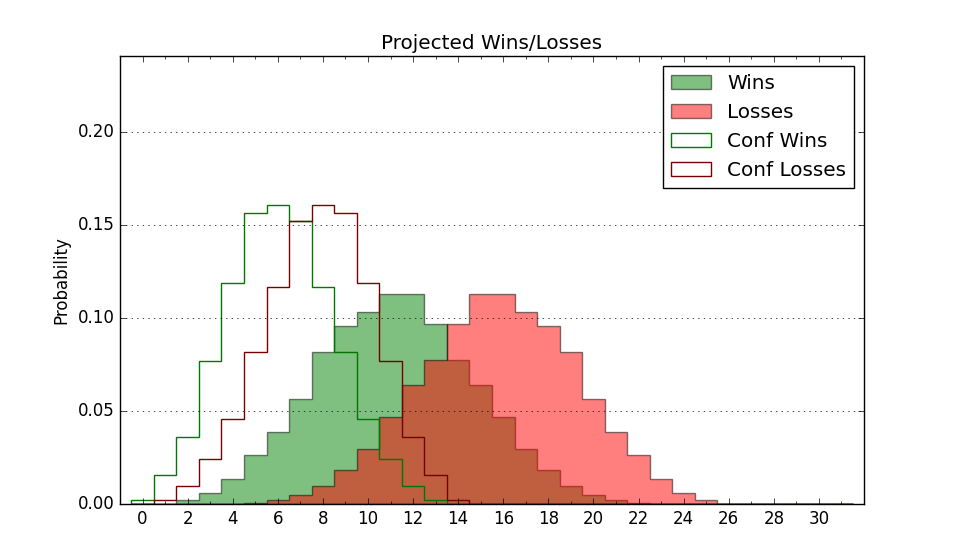 Projected Wins/Losses
Wins
Losses
Conf Wins
Conf Losses
Probability
0.20
0.15
0.10
0.05
0.00
0 2 4 6 8 10 12 14 16 18 20 22 24 26 28 30